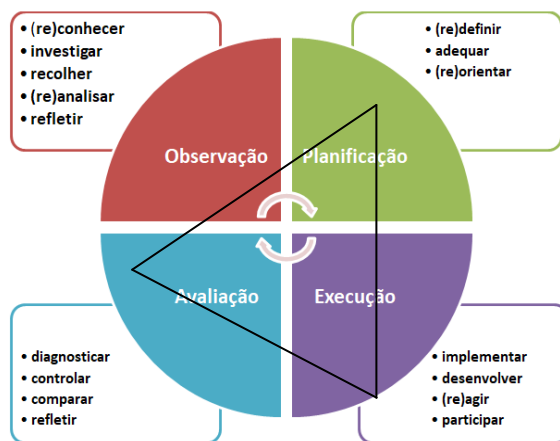 • (re)conhecer
• investigar
• recolher
• (re)analisar
• refletir
• (re)definir
• adequar
• (re)orientar
Observação
Planificação
Avaliação
Execução
• diagnosticar
• controlar
• comparar
• refletir
• implementar
• desenvolver
• (re)agir
• participar